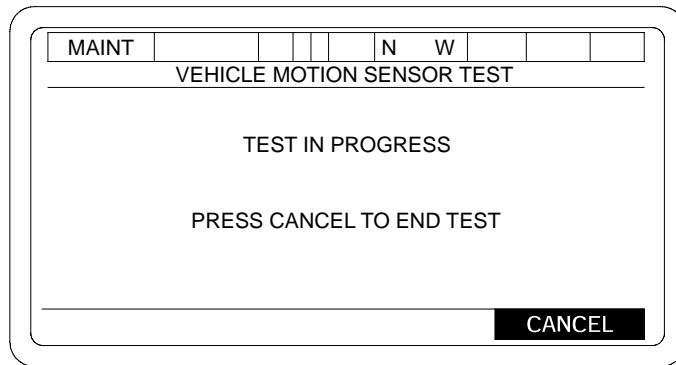 MAINT N W
VEHICLE MOTION SENSOR TEST
TEST IN PROGRESS
PRESS CANCEL TO END TEST
CANCEL